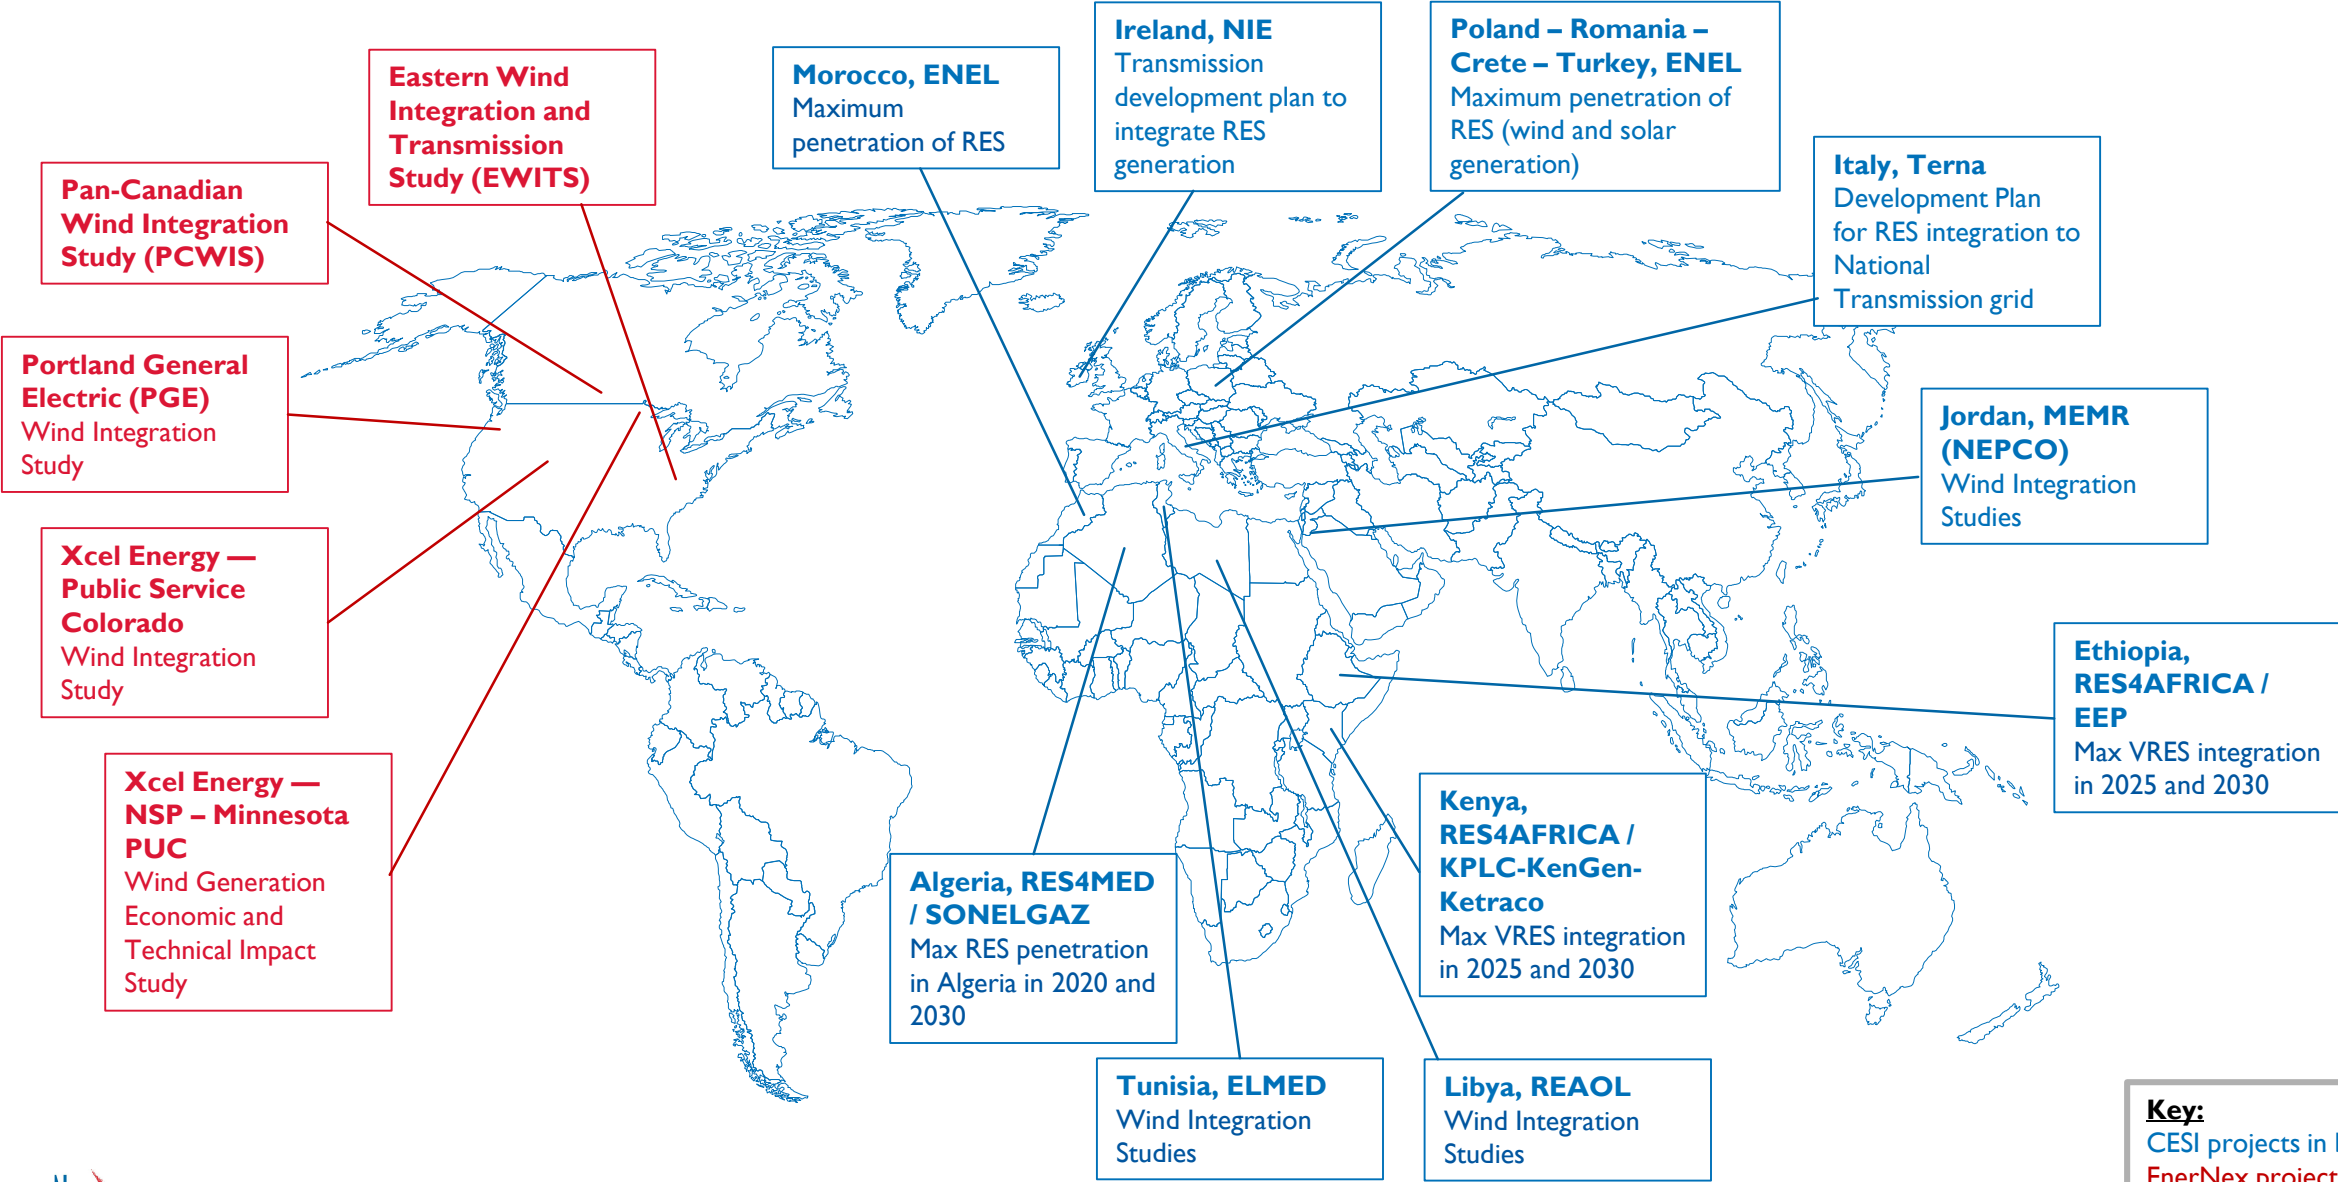 Ireland, NIE
Transmission
development plan to
integrate RES
generation
Poland – Romania –
Crete – Turkey, ENEL
Maximum penetration of
RES (wind and solar
generation)
Eastern Wind
Integration and
Transmission
Study (EWITS)
Morocco, ENEL
Maximum
penetration of RES
Italy, Terna
Development Plan
for RES integration to
National
Transmission grid
Pan-Canadian
Wind Integration
Study (PCWIS)
Portland General
Electric (PGE)
Wind Integration
Study
Jordan, MEMR
(NEPCO)
Wind Integration
Studies
Xcel Energy —
Public Service
Colorado
Wind Integration
Study
Ethiopia,
RES4AFRICA /
EEP
Max VRES integration
in 2025 and 2030
Xcel Energy —
NSP – Minnesota
PUC
Wind Generation
Economic and
Technical Impact
Study
Kenya,
RES4AFRICA /
KPLC-KenGen-
Ketraco
Max VRES integration
in 2025 and 2030
Algeria, RES4MED
/ SONELGAZ
Max RES penetration
in Algeria in 2020 and
2030
Tunisia, ELMED
Wind Integration
Studies
Libya, REAOL
Wind Integration
Studies
Key:
CESI projects in
EnerNex project